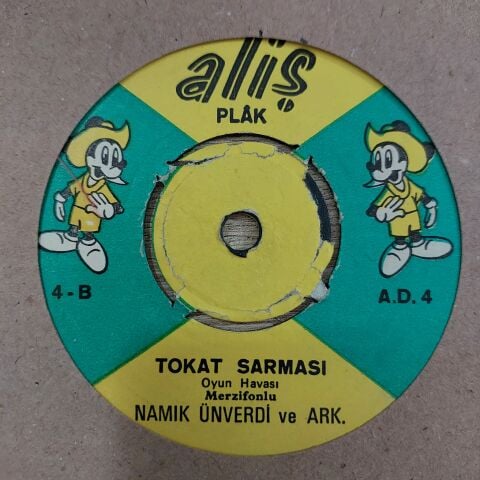 aliş
PLÂK
4-B
A.D. 4
TOKAT SARMASI
Oyun Havası
Merzifonlu
NAMIK ÜNVERDİ ve ARK.